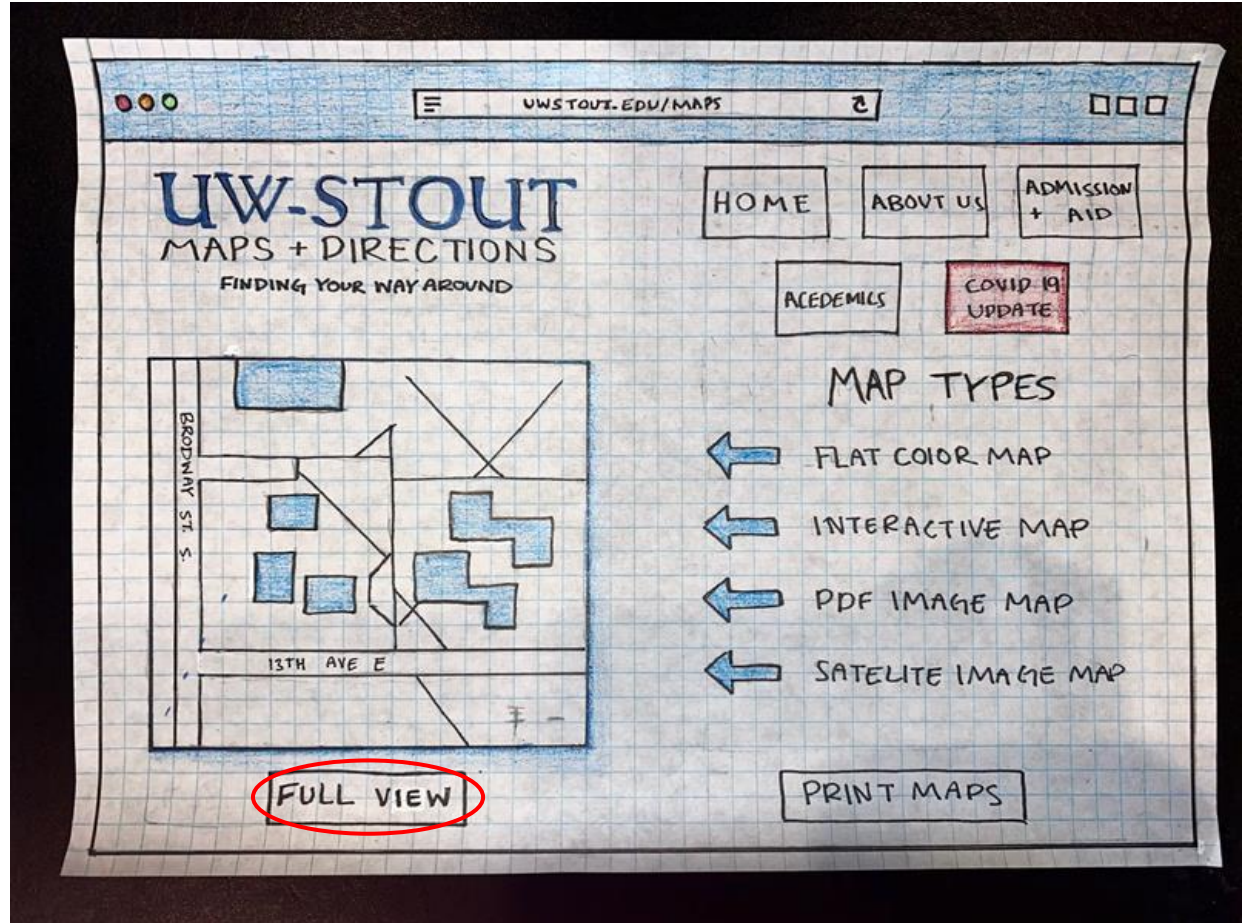 UWSTOUT.EDU/MAPS
UW-STOUT
MAPS + DIRECTIONS
FINDING YOUR WAY AROUND
HOME
ABOUT US
ADMISSION
+ AID
ACEDEMICS
COVID 19
UPDATE
BRODWAY ST. S.
13TH AVE E
MAP TYPES
FLAT COLOR MAP
INTERACTIVE MAP
PDF IMAGE MAP
SATELITE IMAGE MAP
FULL VIEW
PRINT MAPS